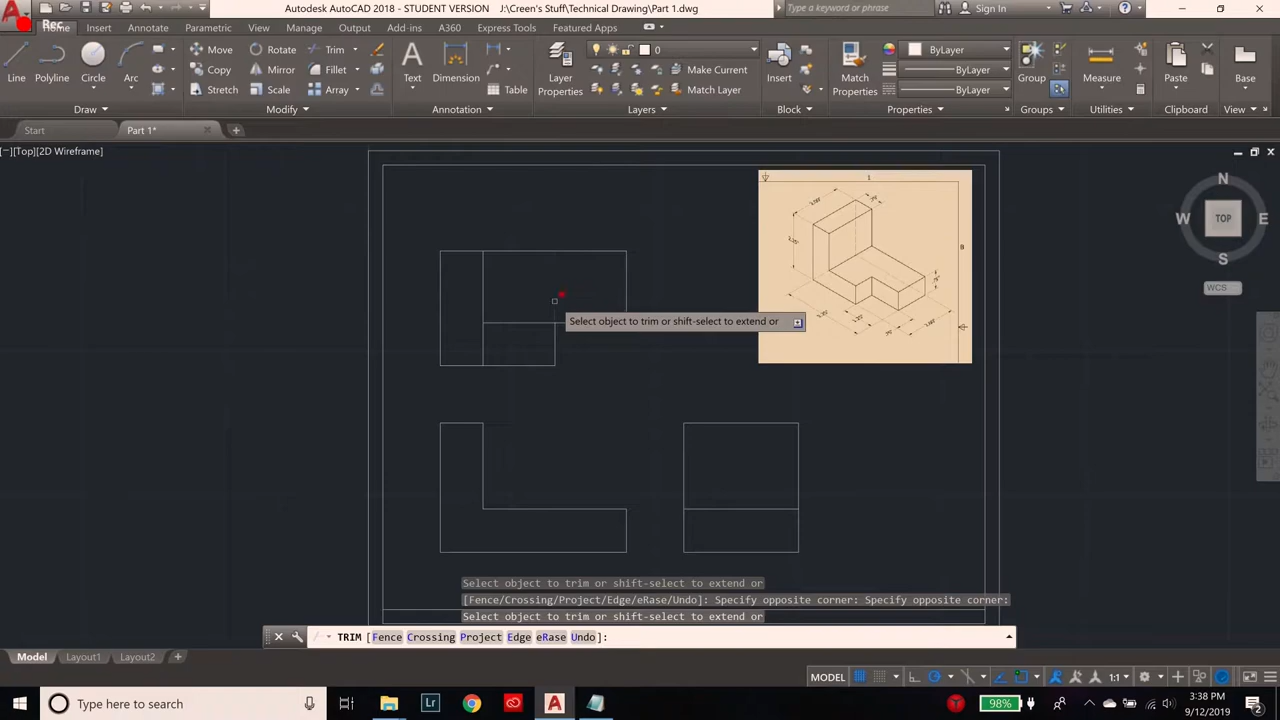 Autodesk AutoCAD 2018 - STUDENT VERSION J:\Creen's Stuff\Technical Drawing\Part 1.dwg
Type a keyword or phrase
Sign In
Rec
Home Insert Annotate Parametric View Manage Output Add-ins A360 Express Tools Featured Apps
Line Polyline Circle Arc
Move Rotate Trim
Copy Mirror Fillet
Stretch Scale Array
Text Dimension Table
Layer Properties
0
Make Current
Match Layer
Insert
Match Properties
ByLayer
ByLayer
ByLayer
Group Measure Paste Base
Draw Modify Annotation Layers Block Properties Groups Utilities Clipboard View
Start Part 1*
[-][Top][2D Wireframe]
N
W TOP E
S
WCS
1
B
Select object to trim or shift-select to extend or
Select object to trim or shift-select to extend or
[Fence/Crossing/Project/Edge/eRase/Undo]: Specify opposite corner: Specify opposite corner:
Select object to trim or shift-select to extend or
TRIM [Fence Crossing Project Edge eRase Undo]:
Model Layout1 Layout2
MODEL 1:1
Type here to search
Lr
98%
3:38 PM
9/12/2019
2